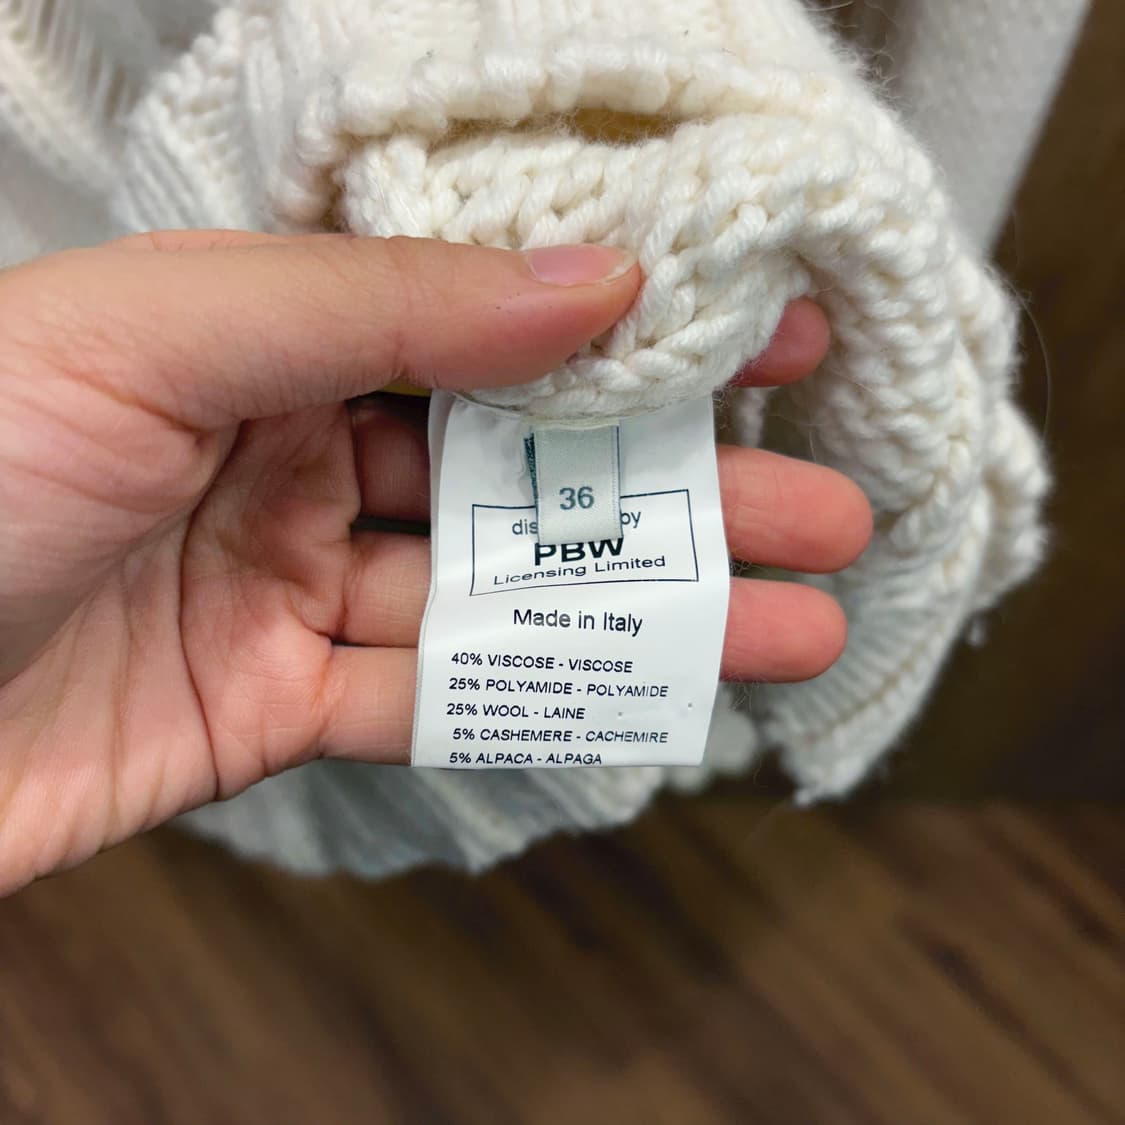 36
by
PBW
Licensing Limited
Made in Italy
40% VISCOSE - VISCOSE
25% POLYAMIDE - POLYAMIDE
25% WOOL - LAINE
5% CASHEMERE - CACHEMIRE
5% ALPACA - ALPAGA